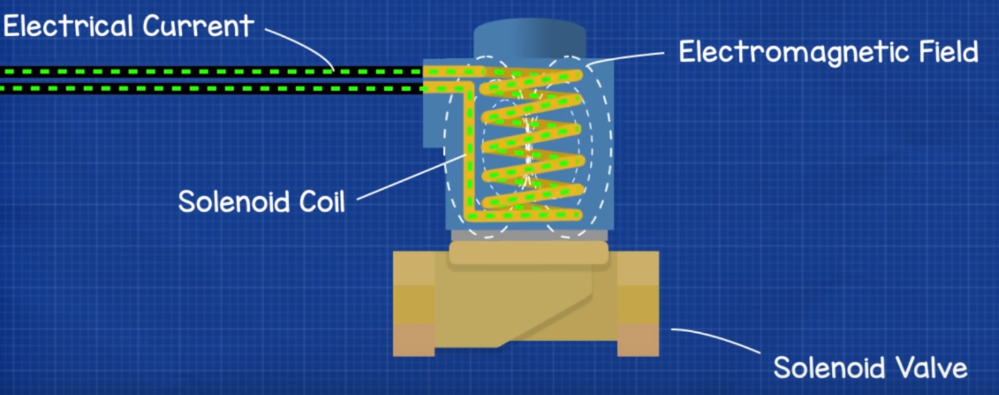 Electrical Current
Electromagnetic Field
Solenoid Coil
Solenoid Valve